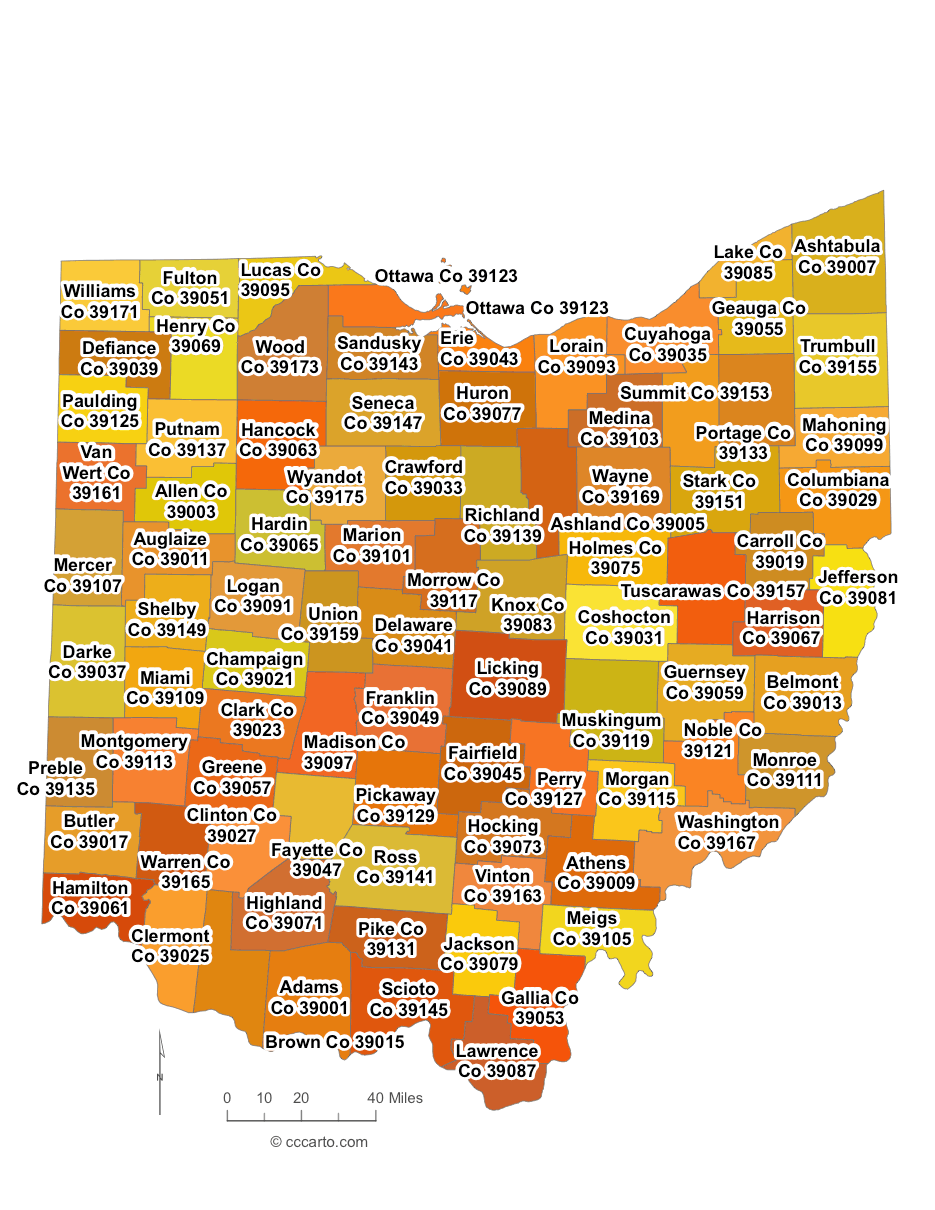 Lake Co
39085
Ashtabula
Co 39007
Williams
Co 39171
Fulton
Co 39051
Lucas Co
39095
Ottawa Co 39123
Ottawa Co 39123
Geauga Co
39055
Henry Co
39069
Defiance
Co 39039
Wood
Co 39173
Sandusky
Co 39143
Erie
Co 39043
Lorain
Co 39093
Cuyahoga
Co 39035
Trumbull
Co 39155
Paulding
Co 39125
Seneca
Co 39147
Huron
Co 39077
Summit Co 39153
Medina
Co 39103
Putnam
Co 39137
Hancock
Co 39063
Portage Co
39133
Mahoning
Co 39099
Van
Wert Co
39161
Allen Co
39003
Wyandot
Co 39175
Crawford
Co 39033
Wayne
Co 39169
Stark Co
39151
Columbiana
Co 39029
Hardin
Co 39065
Richland
Co 39139
Ashland Co 39005
Auglaize
Co 39011
Marion
Co 39101
Holmes Co
39075
Carroll Co
39019
Mercer
Co 39107
Logan
Co 39091
Morrow Co
39117
Tuscarawas Co 39157
Jefferson
Co 39081
Shelby
Co 39149
Union
Co 39159
Delaware
Co 39041
Knox Co
39083
Coshocton
Co 39031
Harrison
Co 39067
Darke
Co 39037
Champaign
Co 39021
Miami
Co 39109
Licking
Co 39089
Guernsey
Co 39059
Belmont
Co 39013
Clark Co
39023
Franklin
Co 39049
Muskingum
Co 39119
Noble Co
39121
Montgomery
Co 39113
Madison Co
39097
Preble
Co 39135
Greene
Co 39057
Fairfield
Co 39045
Perry
Co 39127
Morgan
Co 39115
Monroe
Co 39111
Pickaway
Co 39129
Butler
Co 39017
Clinton Co
39027
Hocking
Co 39073
Washington
Co 39167
Warren Co
39165
Fayette Co
39047
Ross
Co 39141
Vinton
Co 39163
Athens
Co 39009
Hamilton
Co 39061
Highland
Co 39071
Meigs
Co 39105
Clermont
Co 39025
Pike Co
39131
Jackson
Co 39079
Adams
Co 39001
Scioto
Co 39145
Gallia Co
39053
Brown Co 39015
Lawrence
Co 39087
N
0 10 20 40 Miles
© cccarto.com